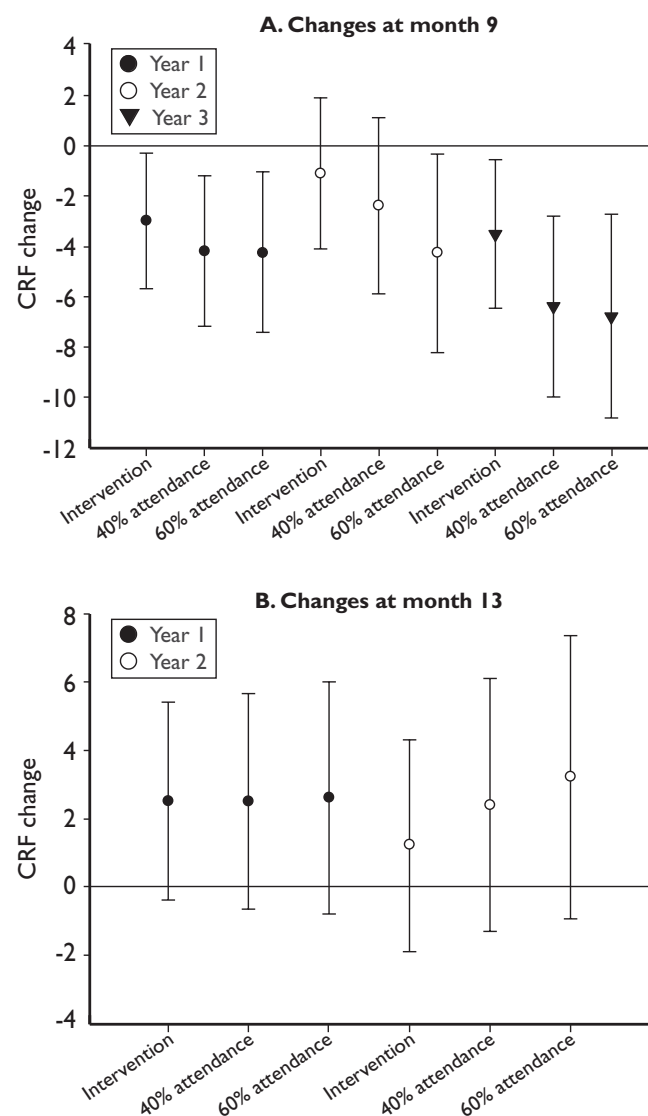 A. Changes at month 9
4
2
0
-2
-4
-6
-8
-10
-12
CRF change
Year 1
Year 2
Year 3
Intervention
40% attendance
60% attendance
Intervention
40% attendance
60% attendance
Intervention
40% attendance
60% attendance
B. Changes at month 13
8
6
4
2
0
-2
-4
CRF change
Year 1
Year 2
Intervention
40% attendance
60% attendance
Intervention
40% attendance
60% attendance